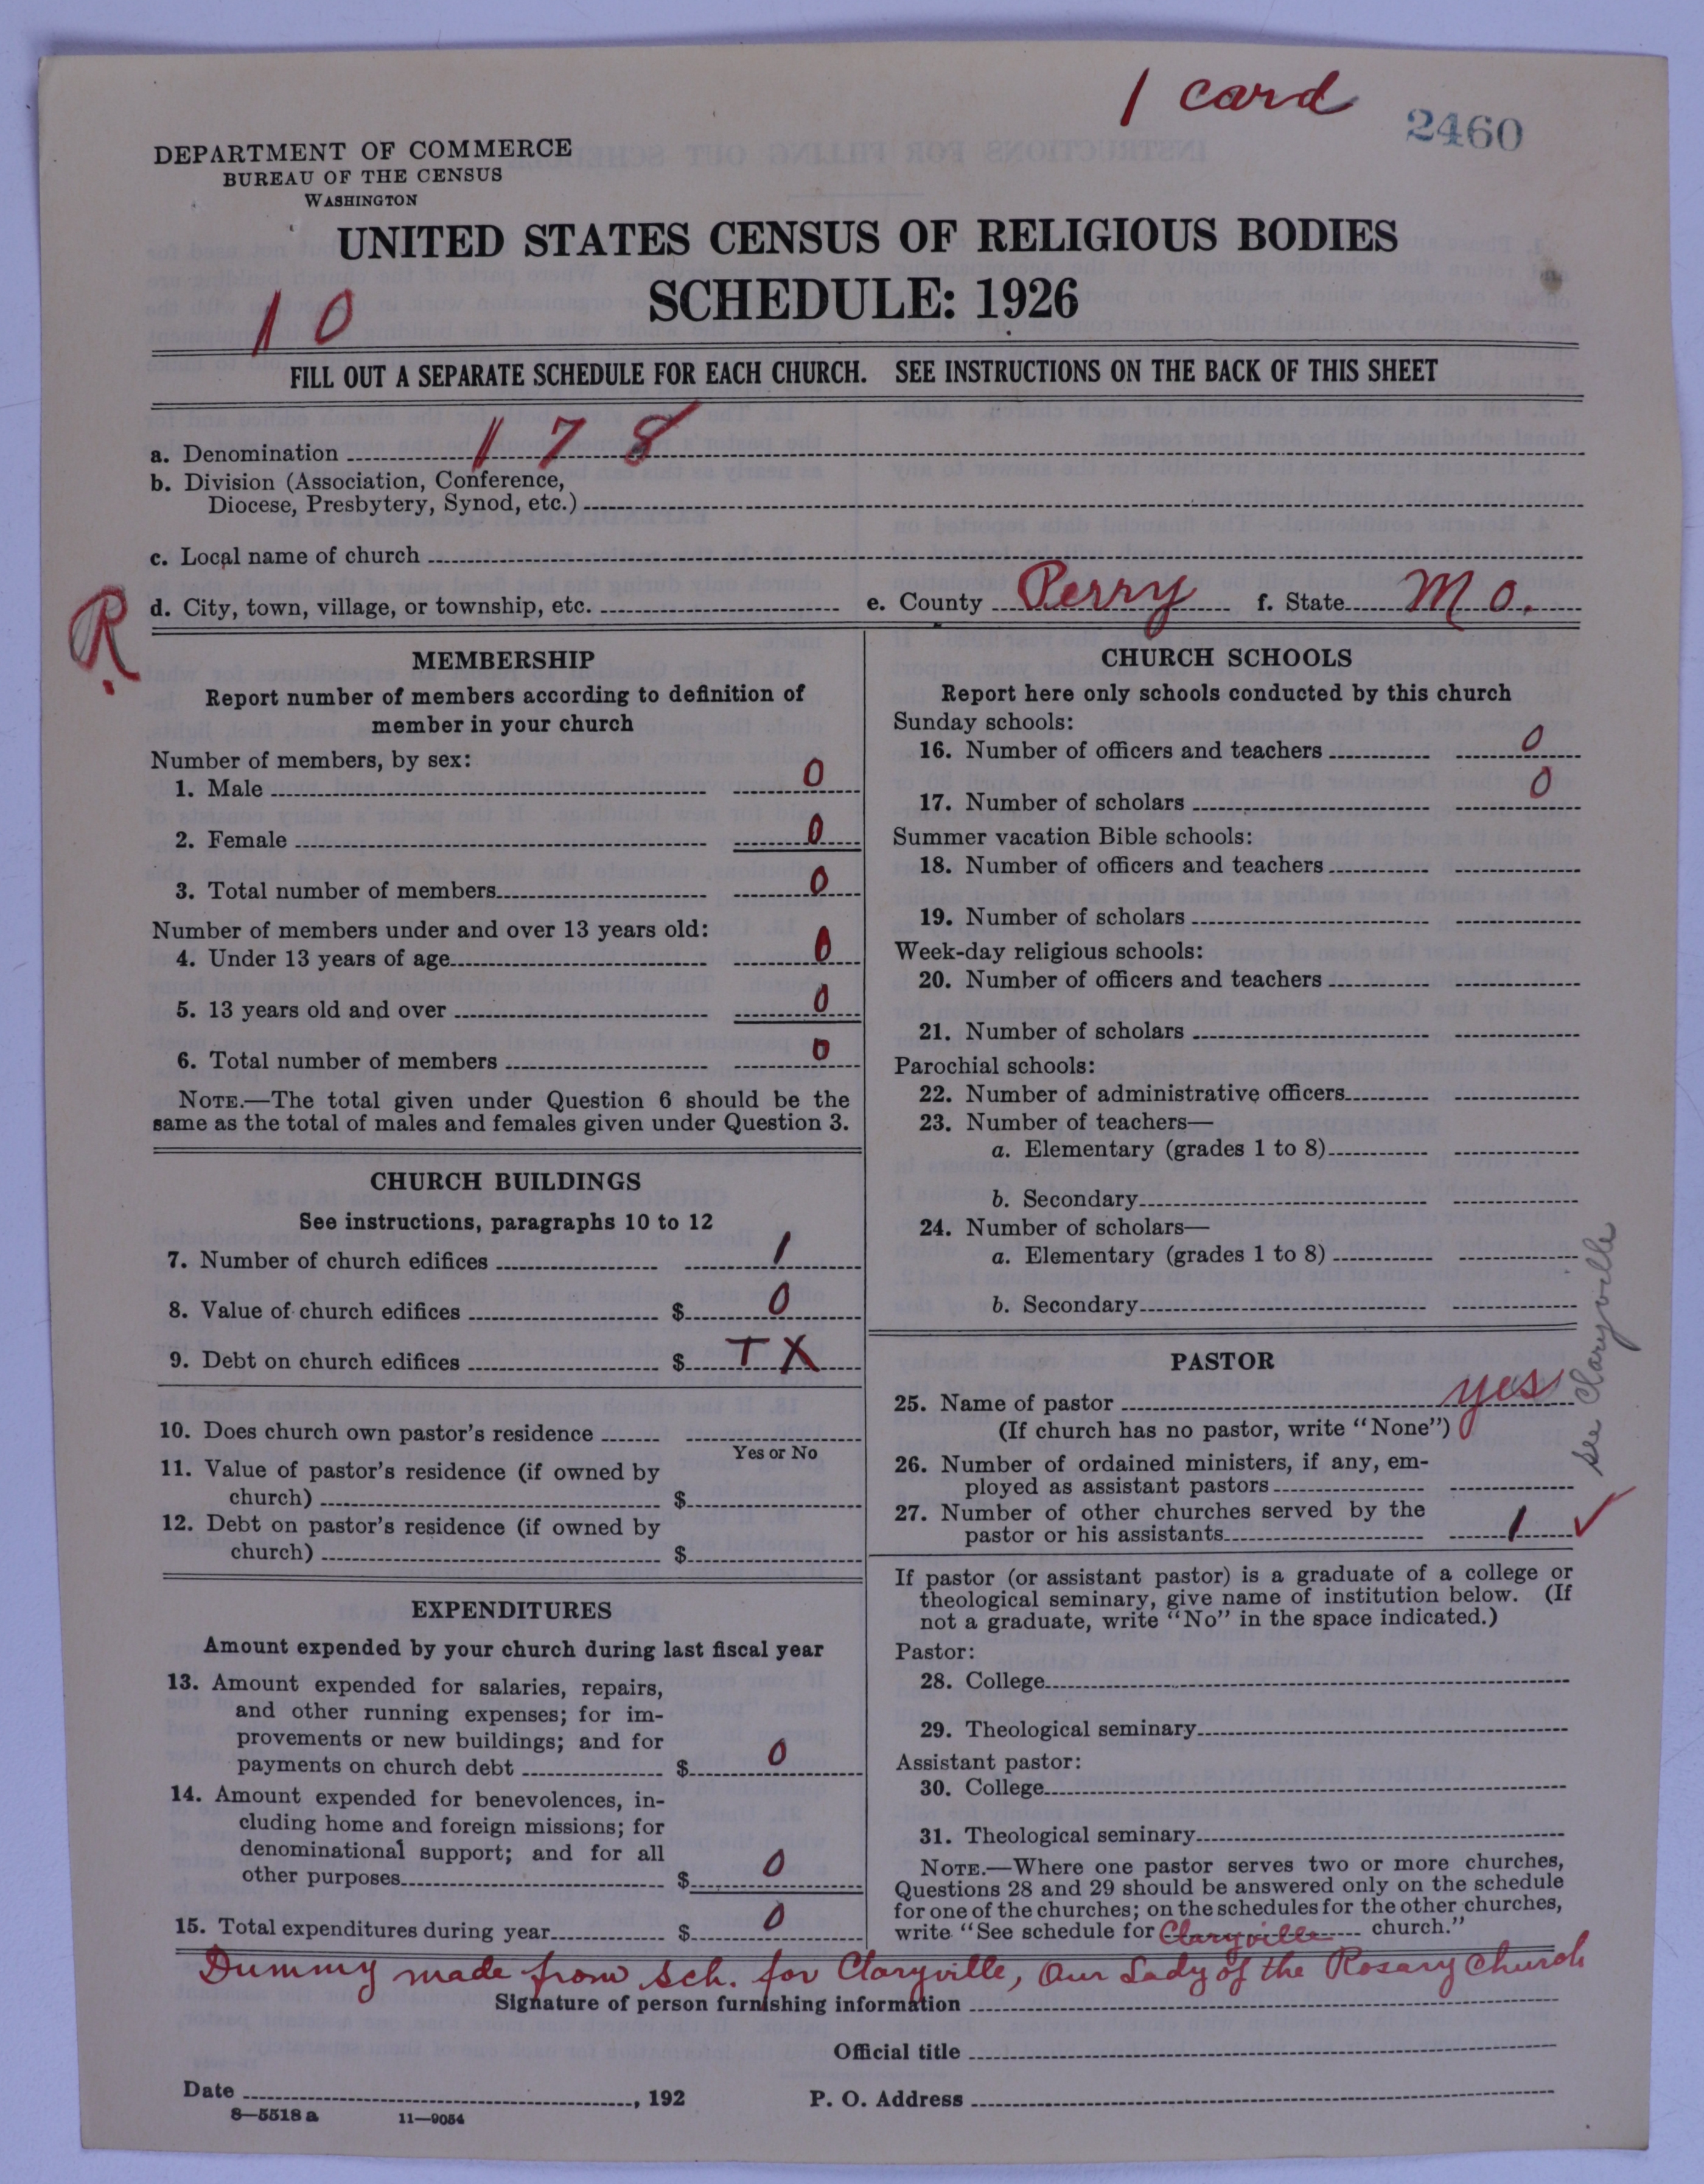 1 card
2460
DEPARTMENT OF COMMERCE
BUREAU OF THE CENSUS
WASHINGTON
UNITED STATES CENSUS OF RELIGIOUS BODIES
SCHEDULE: 1926
10
FILL OUT A SEPARATE SCHEDULE FOR EACH CHURCH. SEE INSTRUCTIONS ON THE BACK OF THIS SHEET
a. Denomination 178
b. Division (Association, Conference,
Diocese, Presbytery, Synod, etc.)
c. Local name of church
R
d. City, town, village, or township, etc. e. County Perry f. State Mo.
MEMBERSHIP
Report number of members according to definition of
member in your church
Number of members, by sex:
1. Male 0
2. Female 0
3. Total number of members 0
Number of members under and over 13 years old:
4. Under 13 years of age 0
5. 13 years old and over 0
6. Total number of members 0
NOTE.—The total given under Question 6 should be the
same as the total of males and females given under Question 3.
CHURCH BUILDINGS
See instructions, paragraphs 10 to 12
7. Number of church edifices 1
8. Value of church edifices $ 0
9. Debt on church edifices $ TX
10. Does church own pastor's residence
Yes or No
11. Value of pastor's residence (if owned by
church) $
12. Debt on pastor's residence (if owned by
church) $
EXPENDITURES
Amount expended by your church during last fiscal year
13. Amount expended for salaries, repairs,
and other running expenses; for im-
provements or new buildings; and for
payments on church debt $ 0
14. Amount expended for benevolences, in-
cluding home and foreign missions; for
denominational support; and for all
other purposes $ 0
15. Total expenditures during year $ 0
CHURCH SCHOOLS
Report here only schools conducted by this church
Sunday schools:
16. Number of officers and teachers 0
17. Number of scholars 0
Summer vacation Bible schools:
18. Number of officers and teachers
19. Number of scholars
Week-day religious schools:
20. Number of officers and teachers
21. Number of scholars
Parochial schools:
22. Number of administrative officers
23. Number of teachers—
a. Elementary (grades 1 to 8)
b. Secondary
24. Number of scholars—
a. Elementary (grades 1 to 8)
b. Secondary
PASTOR
25. Name of pastor yes
(If church has no pastor, write "None")
see Claryville
26. Number of ordained ministers, if any, em-
ployed as assistant pastors
27. Number of other churches served by the
pastor or his assistants 1 ✓
If pastor (or assistant pastor) is a graduate of a college or
theological seminary, give name of institution below. (If
not a graduate, write "No" in the space indicated.)
Pastor:
28. College
29. Theological seminary
Assistant pastor:
30. College
31. Theological seminary
NOTE.—Where one pastor serves two or more churches,
Questions 28 and 29 should be answered only on the schedule
for one of the churches; on the schedules for the other churches,
write "See schedule for Claryville church."
Dummy made from Sch. for Claryville, Our Lady of the Rosary Church
Signature of person furnishing information
Official title
Date , 192 P. O. Address
8—5518 a 11—9054